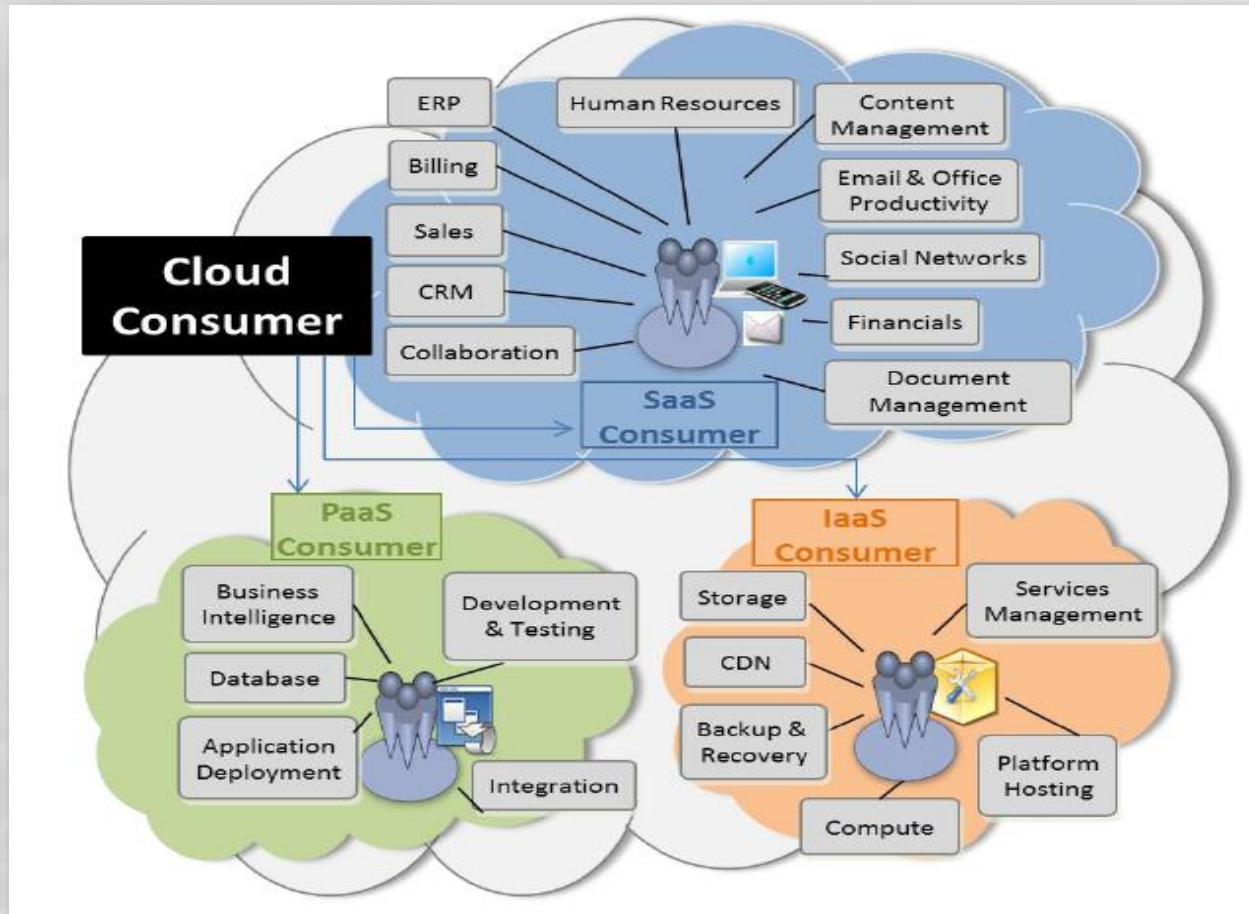 ERP
Human Resources
Content
Management
Billing
Email & Office
Productivity
Sales
Social Networks
Cloud
Consumer
CRM
Financials
Collaboration
Document
Management
SaaS
Consumer
PaaS
Consumer
Business
Intelligence
Development
& Testing
Database
Application
Deployment
Integration
IaaS
Consumer
Storage
Services
Management
CDN
Backup &
Recovery
Platform
Hosting
Compute